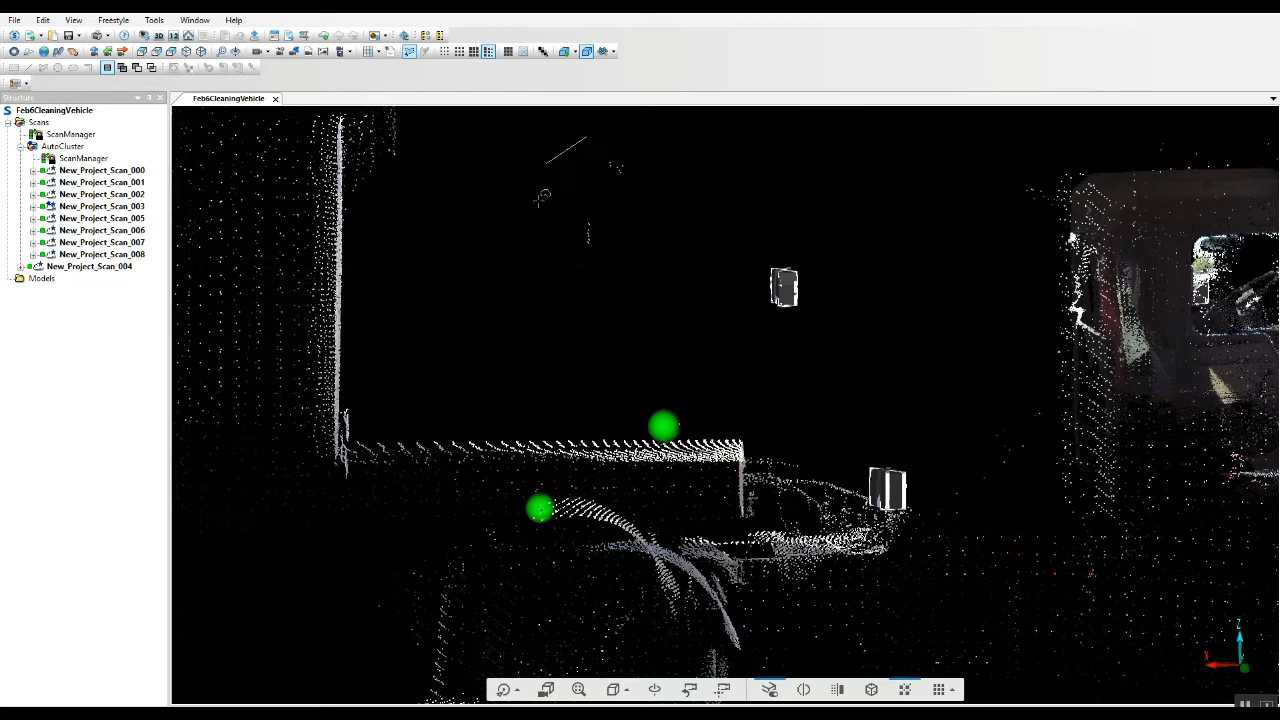 File Edit View Freestyle Tools Window Help
Structure
Feb6CleaningVehicle
Feb6CleaningVehicle
Scans
ScanManager
AutoCluster
ScanManager
New_Project_Scan_000
New_Project_Scan_001
New_Project_Scan_002
New_Project_Scan_003
New_Project_Scan_005
New_Project_Scan_006
New_Project_Scan_007
New_Project_Scan_008
New_Project_Scan_004
Models
Z
X